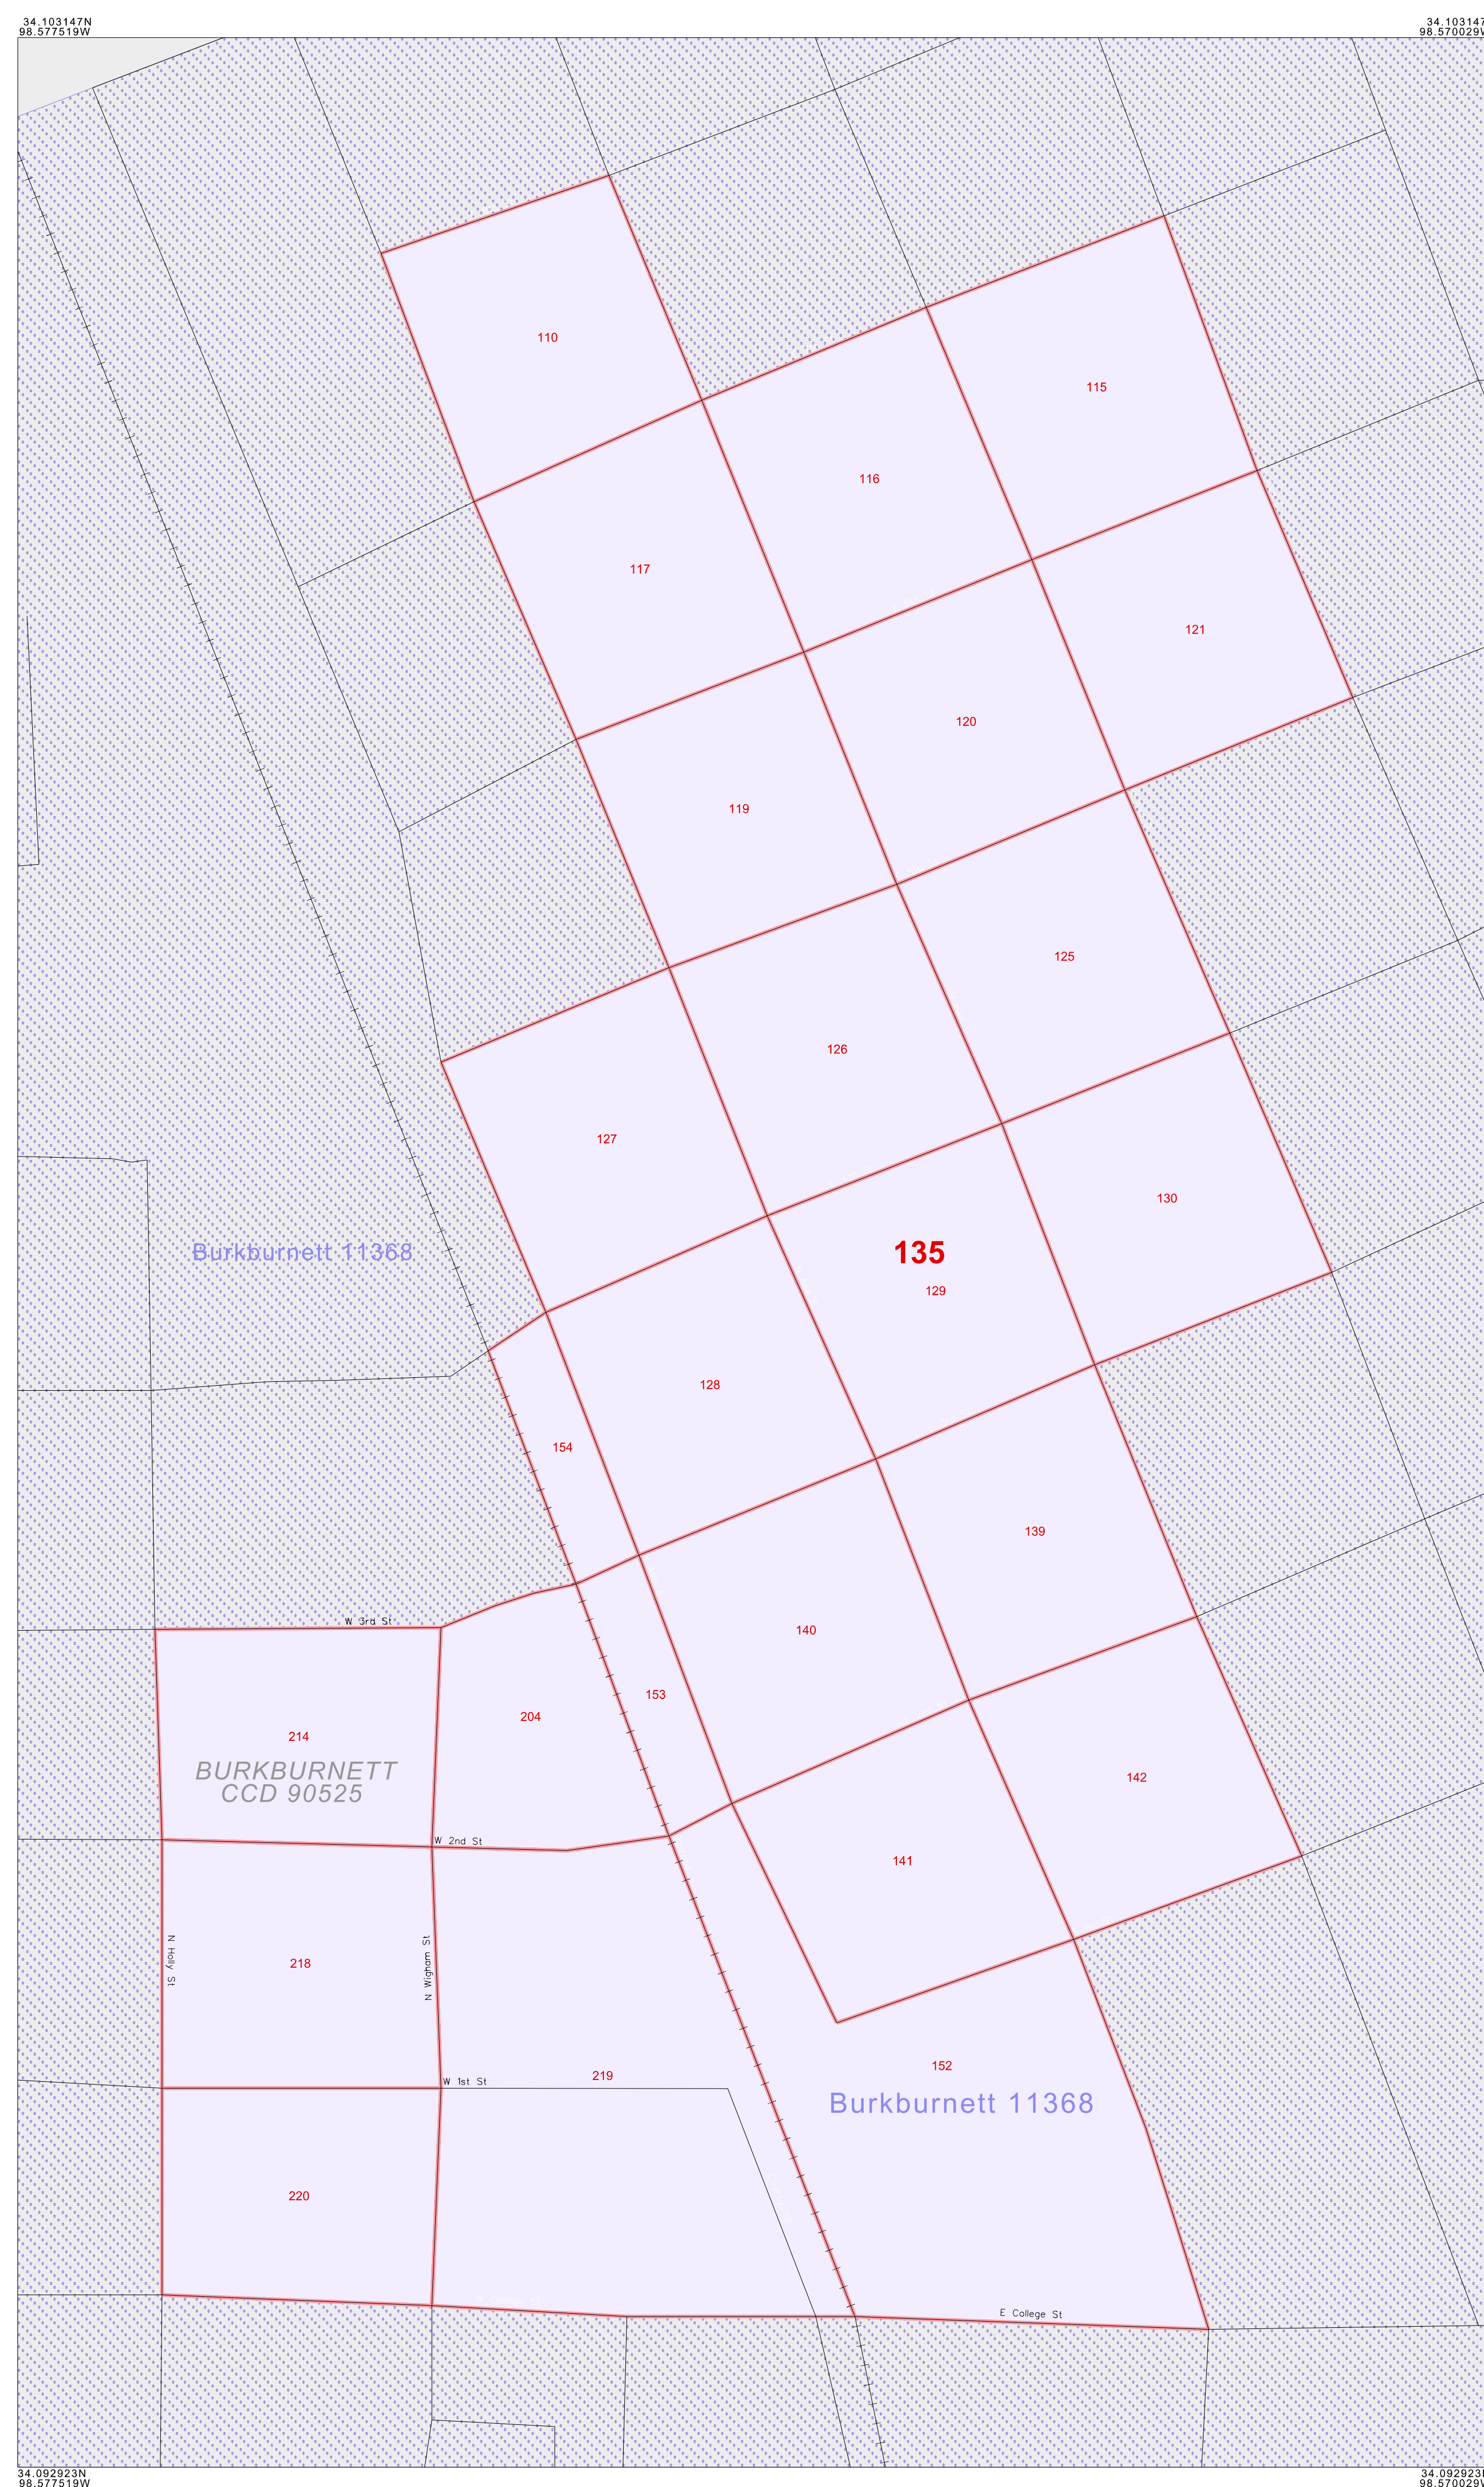 34.103147N
98.577519W
34.103147
98.570029W
110
115
116
117
121
120
119
125
126
127
130
Burkburnett 11368
135
129
128
154
139
W 3rd St
140
153
204
214
BURKBURNETT
CCD 90525
142
W 2nd St
141
N Holly St
N Wigham St
218
152
W 1st St
219
Burkburnett 11368
220
E College St
34.092923N
98.577519W
34.092923N
98.570029W